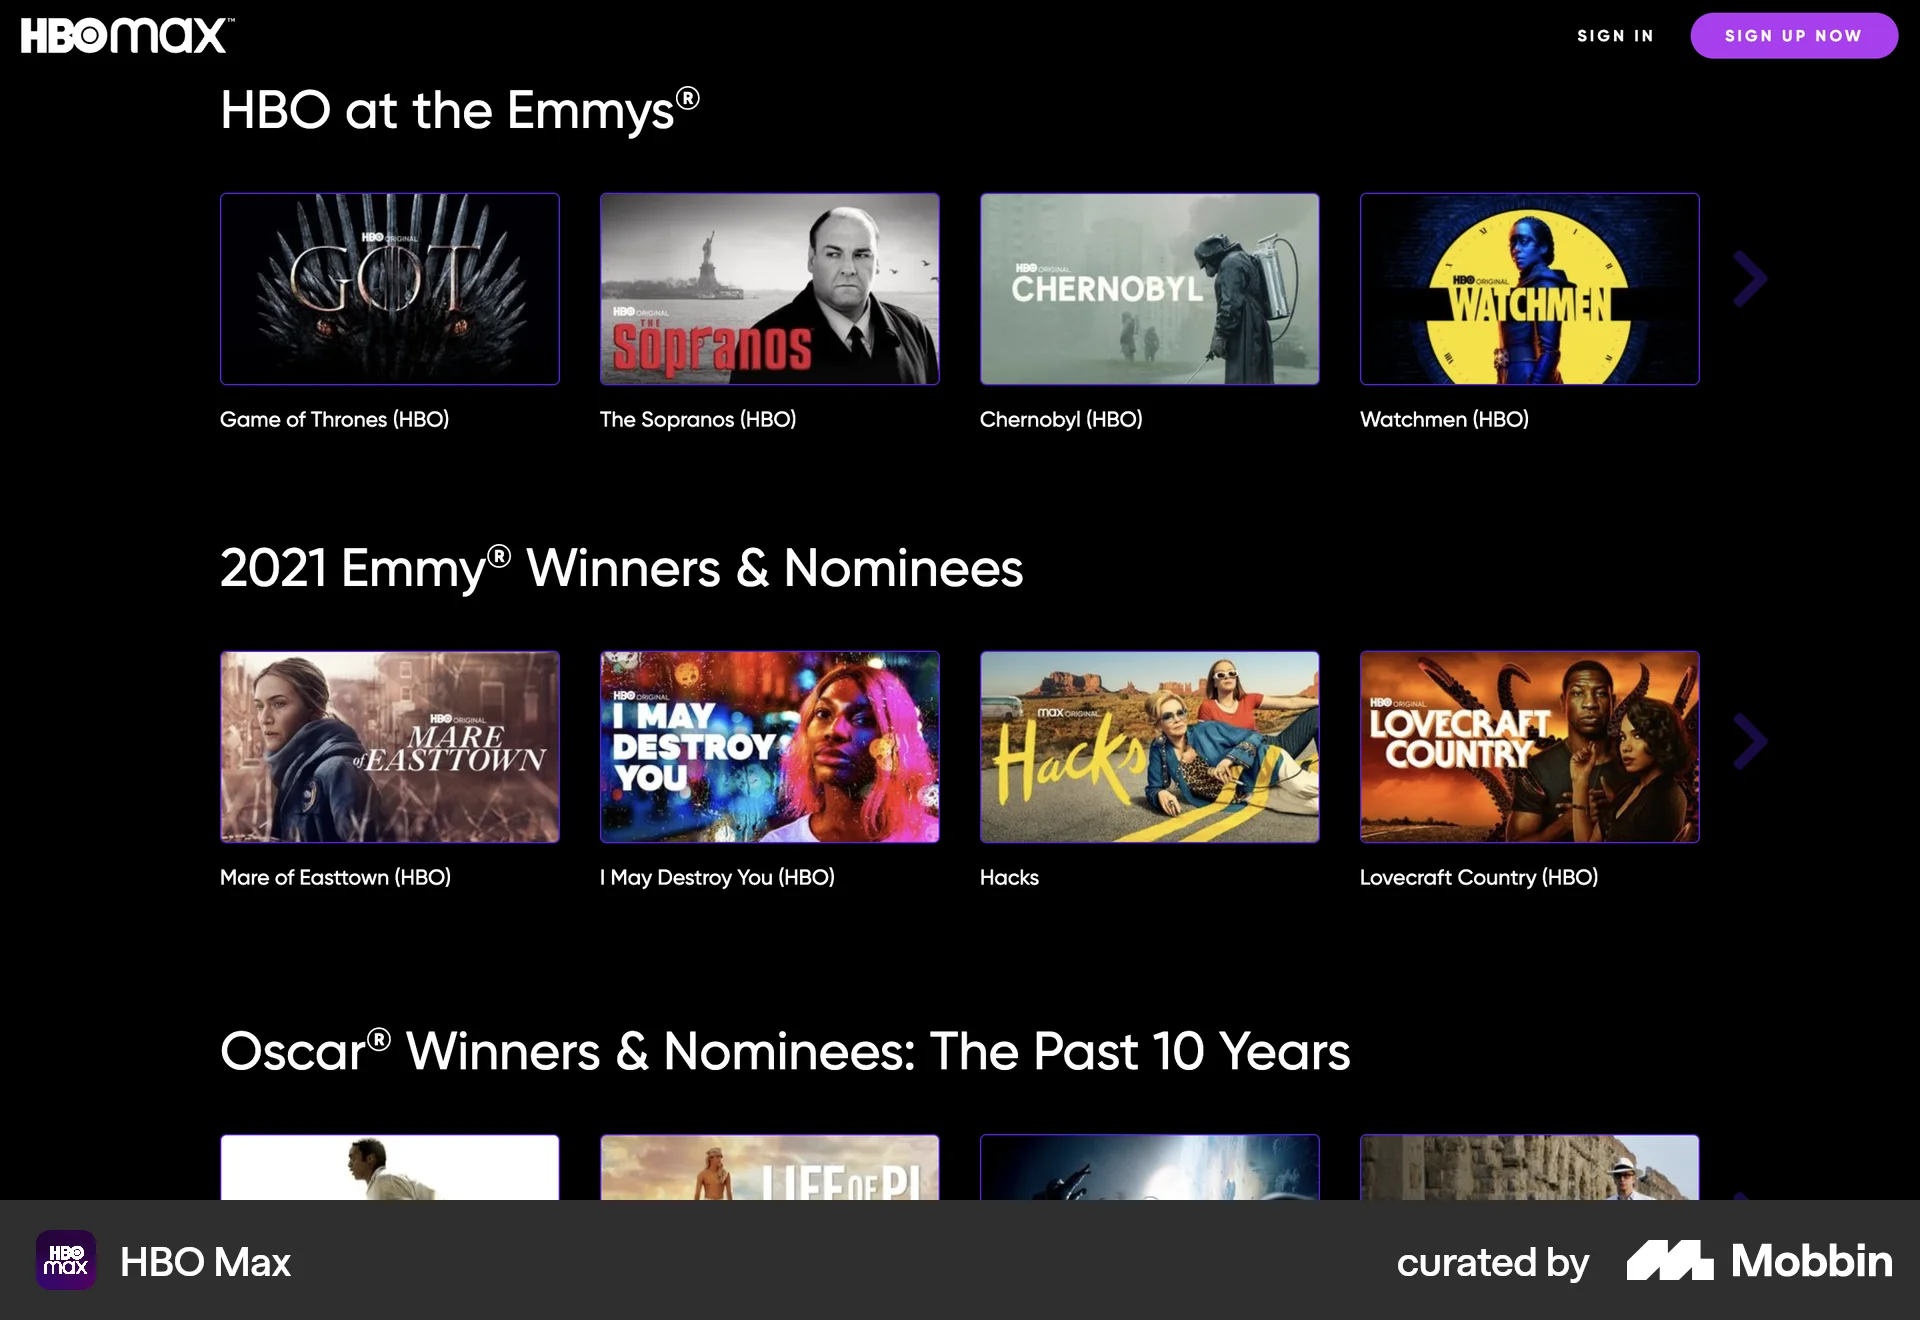 HBOmax™
SIGN IN
SIGN UP NOW
HBO at the Emmys®
HBO ORIGINAL
GOT
HBO ORIGINAL
THE
Sopranos
HBO ORIGINAL
CHERNOBYL
HBO ORIGINAL
WATCHMEN
Game of Thrones (HBO)
The Sopranos (HBO)
Chernobyl (HBO)
Watchmen (HBO)
2021 Emmy® Winners & Nominees
HBO ORIGINAL
MARE
of EASTTOWN
HBO ORIGINAL
I MAY
DESTROY
YOU
max ORIGINAL
Hacks
HBO ORIGINAL
LOVECRAFT
COUNTRY
Mare of Easttown (HBO)
I May Destroy You (HBO)
Hacks
Lovecraft Country (HBO)
Oscar® Winners & Nominees: The Past 10 Years
LIFE OF PI
HBO
max
HBO Max
curated by
Mobbin